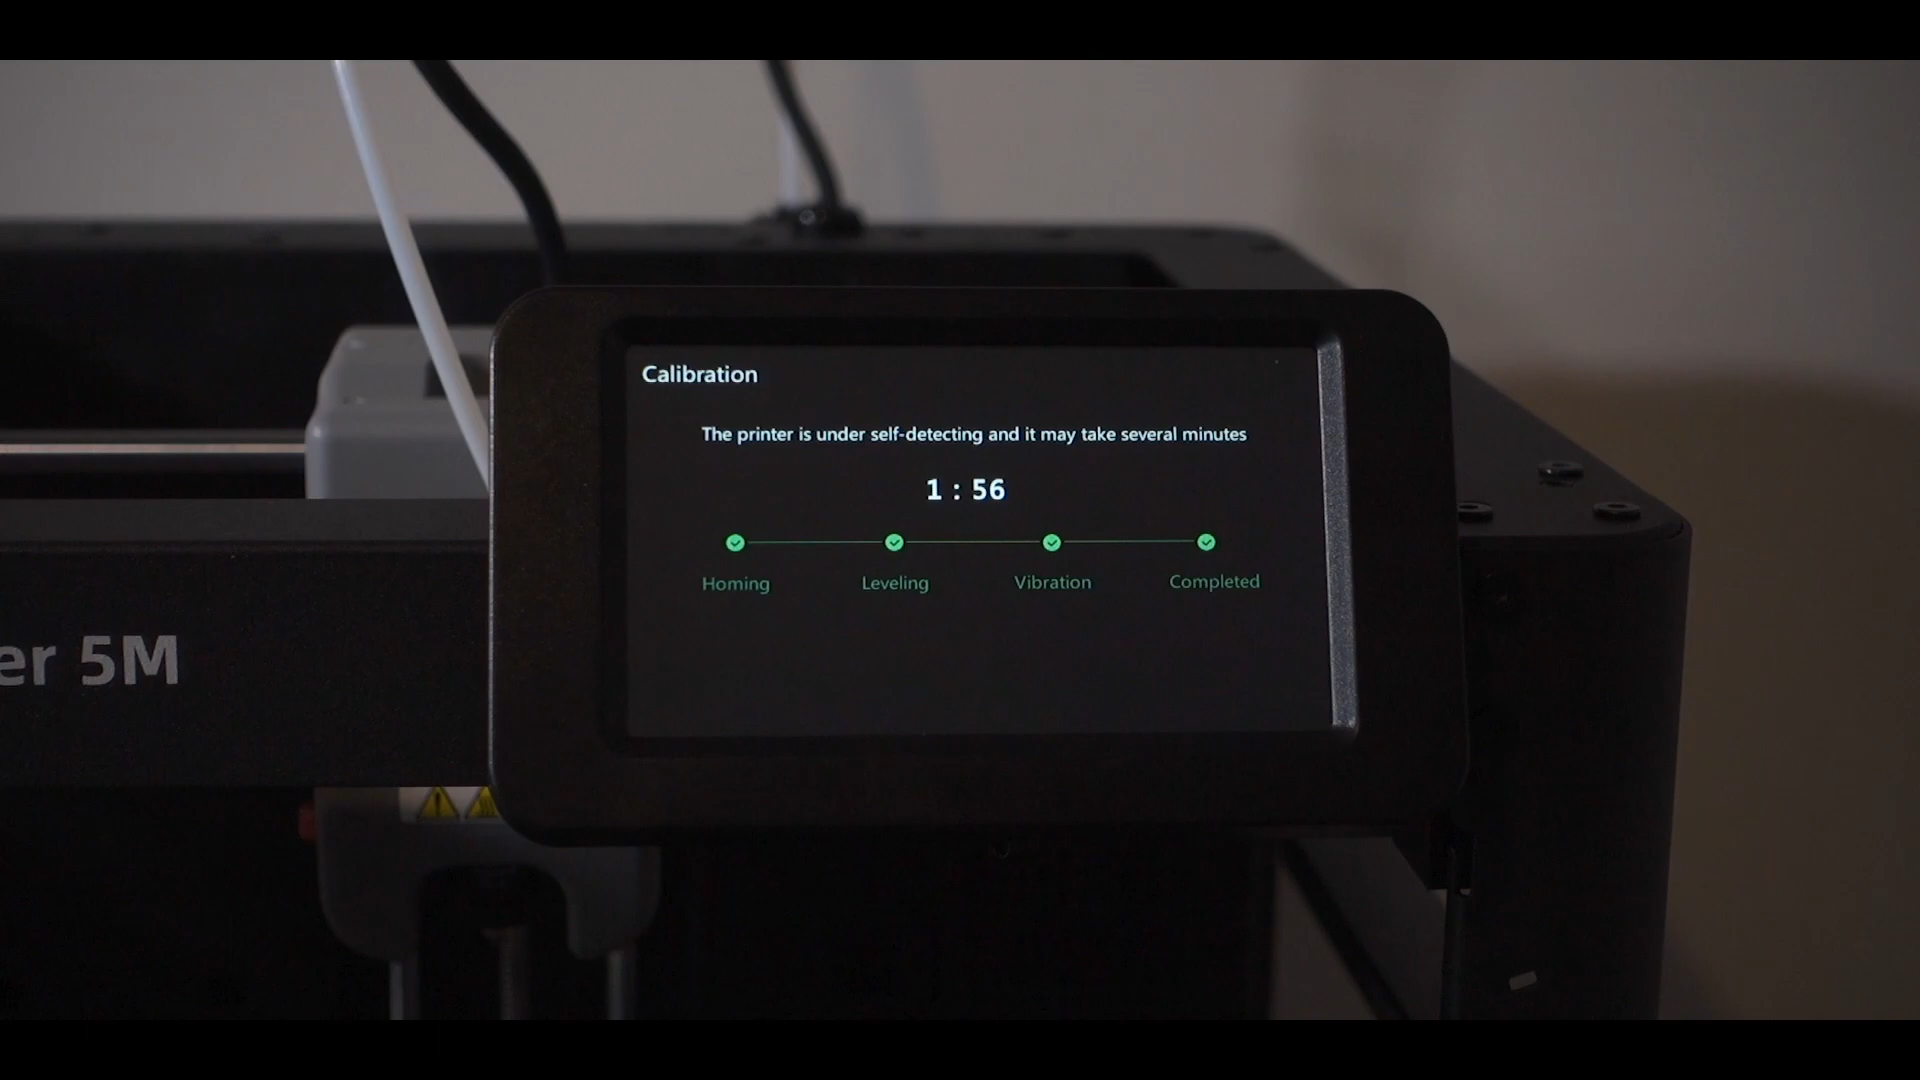 Calibration
The printer is under self-detecting and it may take several minutes
1 : 56
Homing Leveling Vibration Completed
er 5M